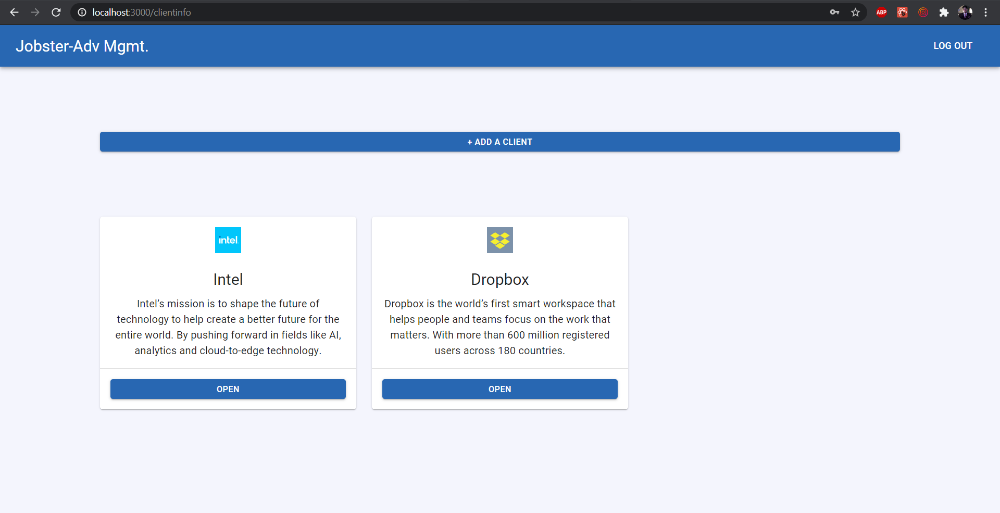 localhost:3000/clientinfo
ABP
Jobster-Adv Mgmt.
LOG OUT
+ ADD A CLIENT
intel.
Intel
Intel’s mission is to shape the future of
technology to help create a better future for the
entire world. By pushing forward in fields like AI,
analytics and cloud-to-edge technology.
OPEN
Dropbox
Dropbox is the world’s first smart workspace that
helps people and teams focus on the work that
matters. With more than 600 million registered
users across 180 countries.
OPEN